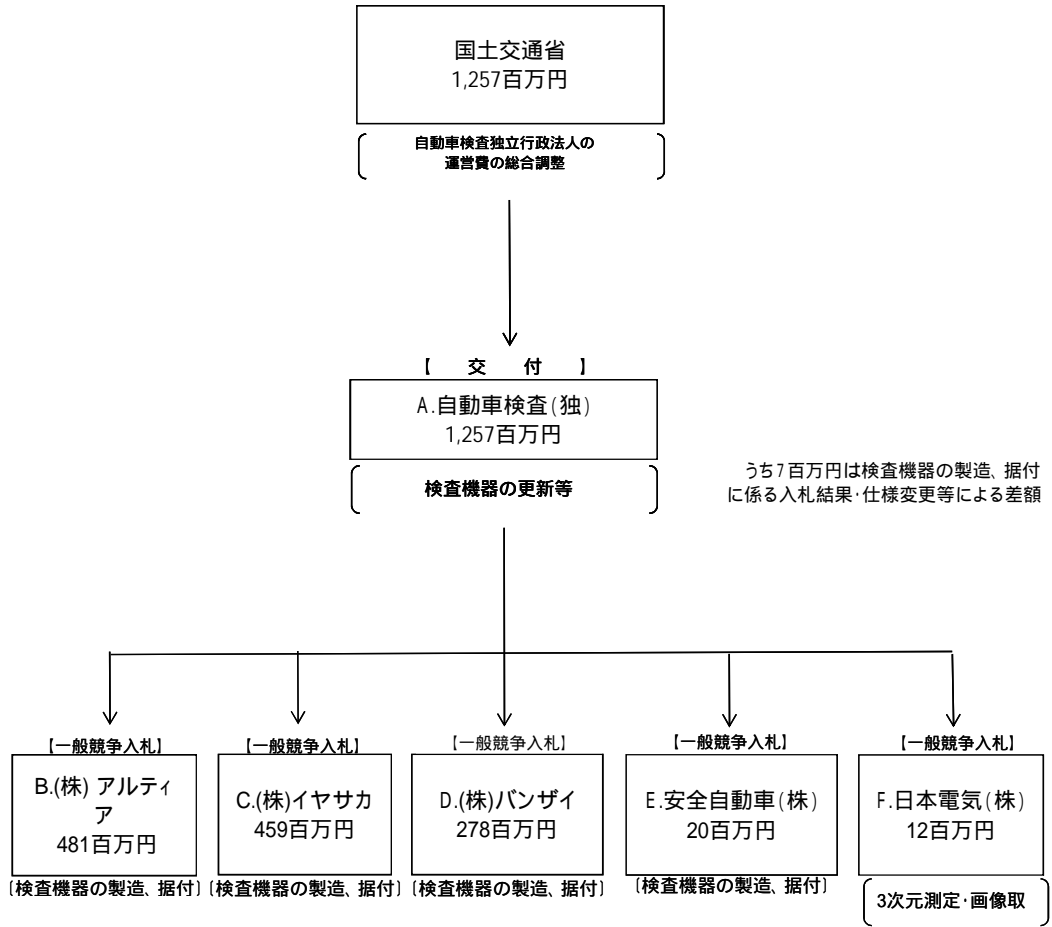 国土交通省
1,257百万円
自動車検査独立行政法人の
運営費の総合調整
【　交　付　】
A.自動車検査(独)
1,257百万円
検査機器の更新等
うち7百万円は検査機器の製造、据付
に係る入札結果・仕様変更等による差額
【一般競争入札】
B.(株) アルティ
ア
481百万円
[検査機器の製造、据付]
【一般競争入札】
C.(株)イヤサカ
459百万円
[検査機器の製造、据付]
【一般競争入札】
D.(株)バンザイ
278百万円
[検査機器の製造、据付]
【一般競争入札】
E.安全自動車(株)
20百万円
[検査機器の製造、据付]
【一般競争入札】
F.日本電気(株)
12百万円
3次元測定・画像取